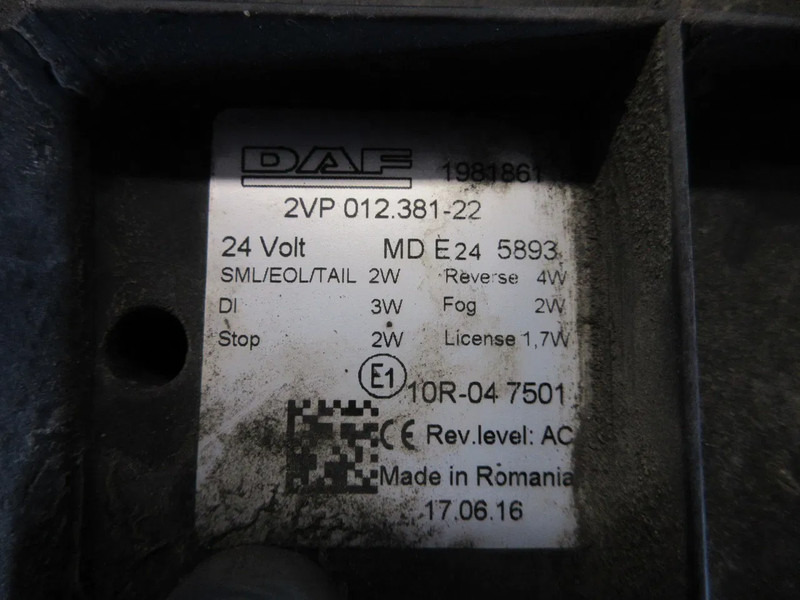 DAF 1981861
2VP 012.381-22
24 Volt MD E24 5893
SML/EOL/TAIL 2W Reverse 4W
DI 3W Fog 2W
Stop 2W License 1,7W
E1 10R-04 7501
CE Rev.level: AC
Made in Romania
17.06.16